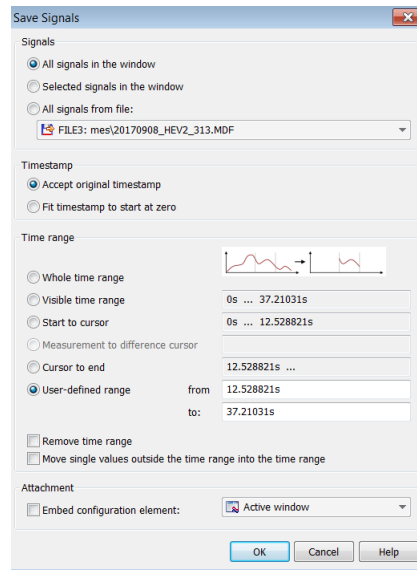 Save Signals
Signals
All signals in the window
Selected signals in the window
All signals from file:
FILE3: mes\20170908_HEV2_313.MDF
Timestamp
Accept original timestamp
Fit timestamp to start at zero
Time range
Whole time range
Visible time range 0s ... 37.21031s
Start to cursor 0s ... 12.528821s
Measurement to difference cursor
Cursor to end 12.528821s ...
User-defined range from 12.528821s
to: 37.21031s
Remove time range
Move single values outside the time range into the time range
Attachment
Embed configuration element: Active window
OK Cancel Help